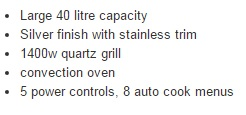 • Large 40 litre capacity
• Silver finish with stainless trim
• 1400w quartz grill
• convection oven
• 5 power controls, 8 auto cook menus